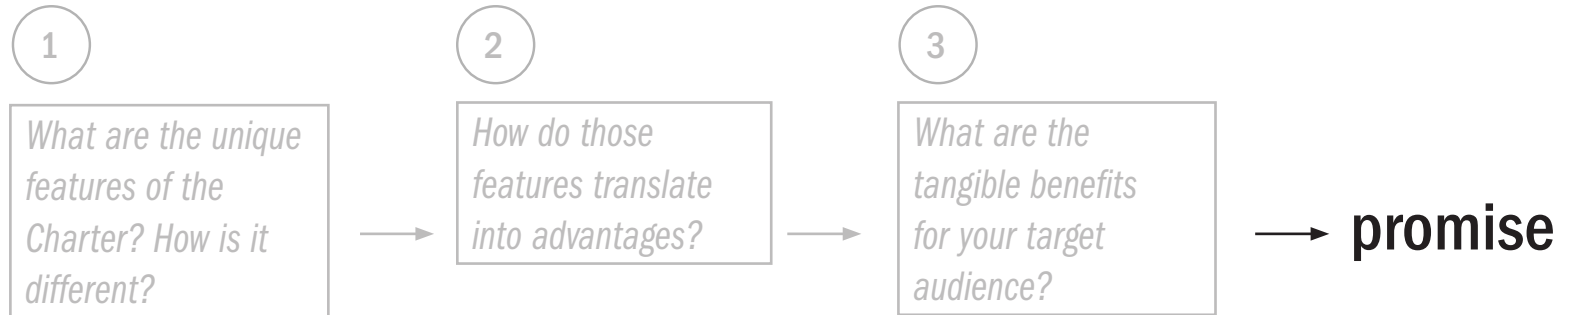 1
What are the unique
features of the
Charter? How is it
different?
2
How do those
features translate
into advantages?
3
What are the
tangible benefits
for your target
audience?
promise